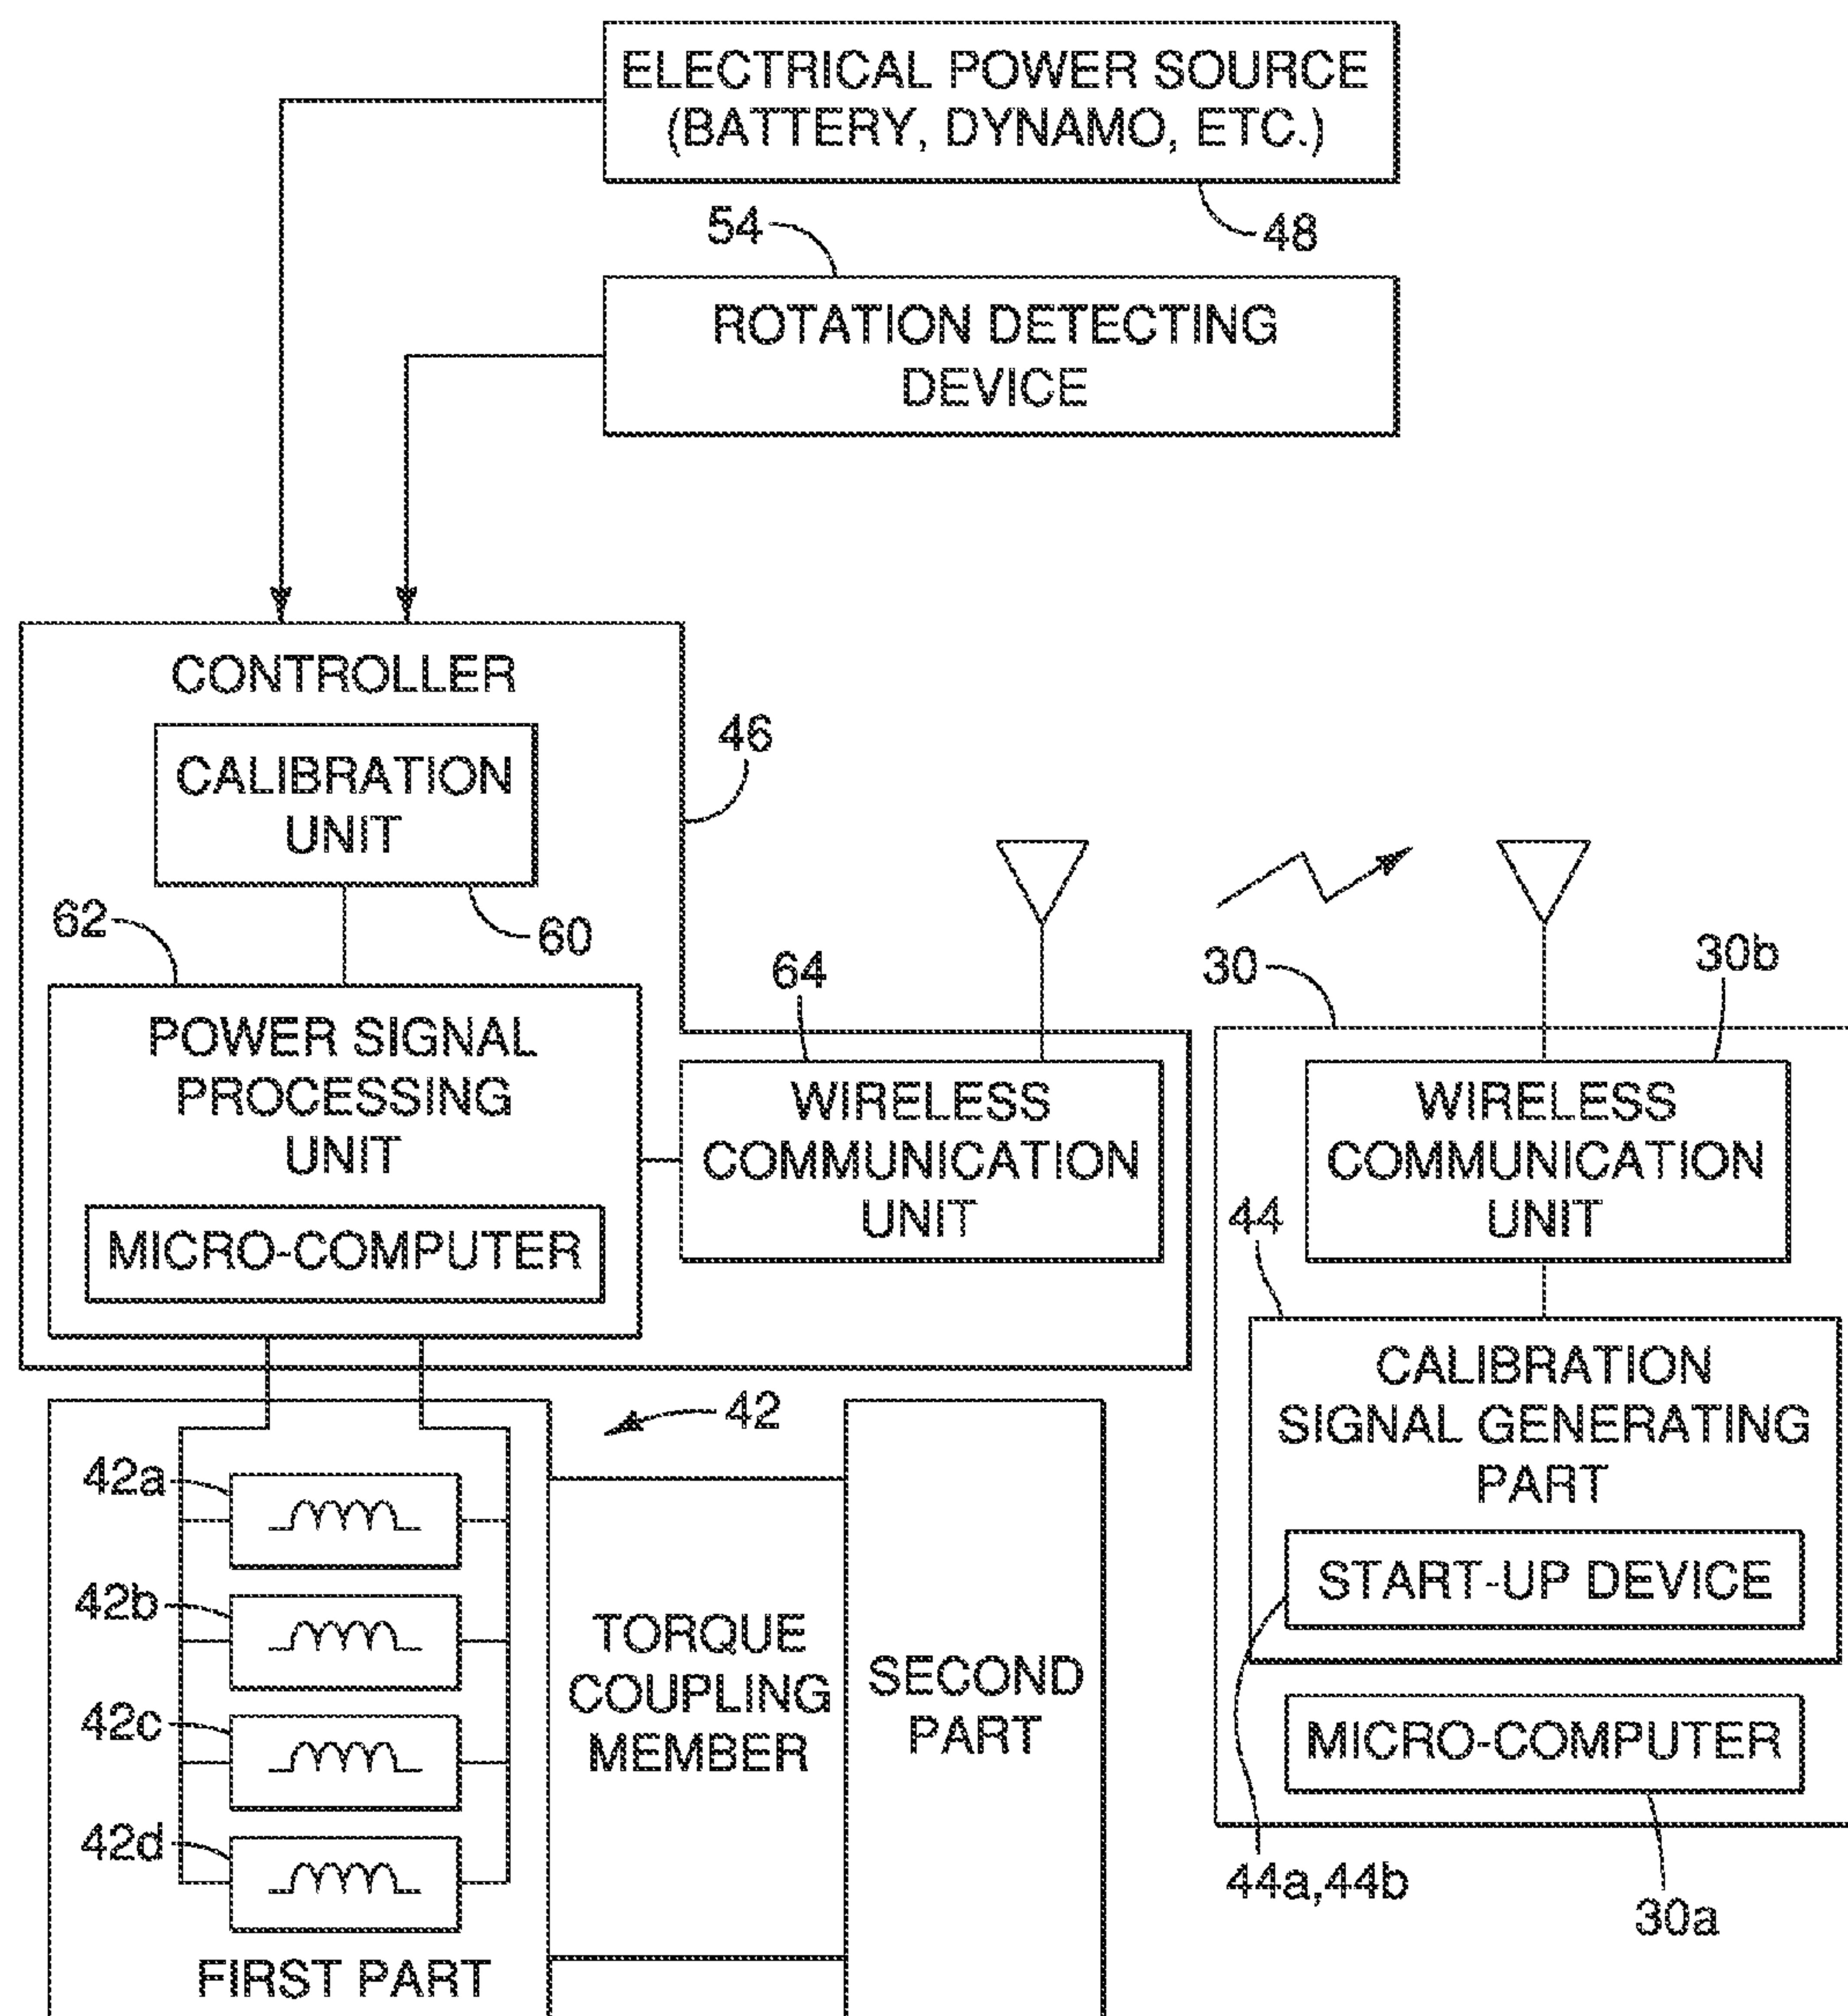 ELECTRICAL POWER SOURCE
(BATTERY, DYNAMO, ETC.)
48
54
ROTATION DETECTING
DEVICE
CONTROLLER
46
CALIBRATION
UNIT
60
62
POWER SIGNAL
PROCESSING
UNIT
MICRO-COMPUTER
64
WIRELESS
COMMUNICATION
UNIT
30
30b
WIRELESS
COMMUNICATION
UNIT
44
CALIBRATION
SIGNAL GENERATING
PART
START-UP DEVICE
44a,44b
MICRO-COMPUTER
30a
42
42a
42b
42c
42d
FIRST PART
TORQUE
COUPLING
MEMBER
SECOND
PART